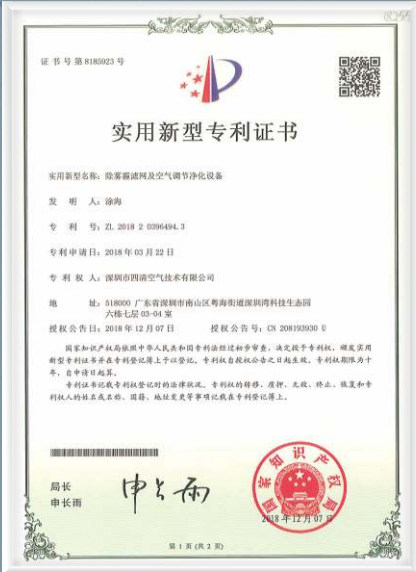 证书号第8185923号
实用新型专利证书
实用新型名称：除雾霾滤网及空气调节净化设备
发明人：涂海
专利号：ZL 2018 2 0396494.3
专利申请日：2018年03月22日
专利权人：深圳市四清空气技术有限公司
地址：518000 广东省深圳市南山区粤海街道深圳湾科技生态园
六栋七层03-04室
授权公告日：2018年12月07日 授权公告号：CN 208193930 U
国家知识产权局依照中华人民共和国专利法经过初步审查，决定授予专利权，颁发实用
新型专利证书并在专利登记簿上予以登记。专利权自授权公告之日起生效。专利权期限为十
年，自申请日起算。
专利证书记载专利权登记时的法律状况。专利权的转移、质押、无效、终止、恢复和专利
权人的姓名或名称、国籍、地址变更等事项记载在专利登记簿上。
局长
申长雨
申长雨
国家知识产权局
2018年12月07日
第1页(共2页)